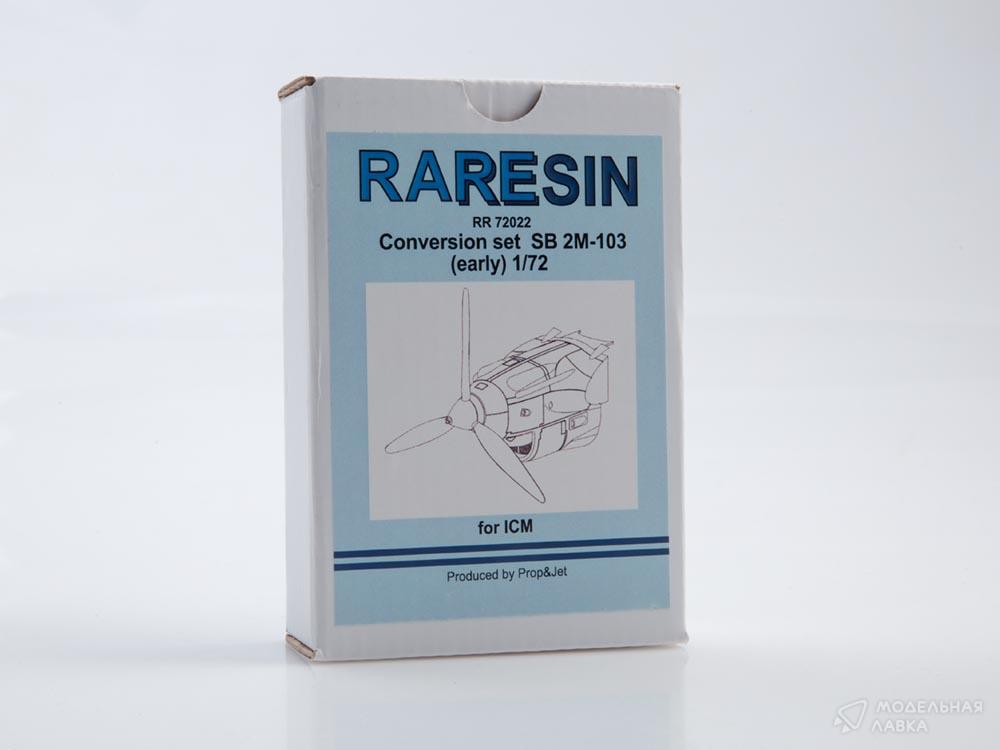 RARESIN
RR 72022
Conversion set SB 2M-103
(early) 1/72
for ICM
Produced by Prop&Jet
МОДЕЛЬНАЯ
ЛАВКА